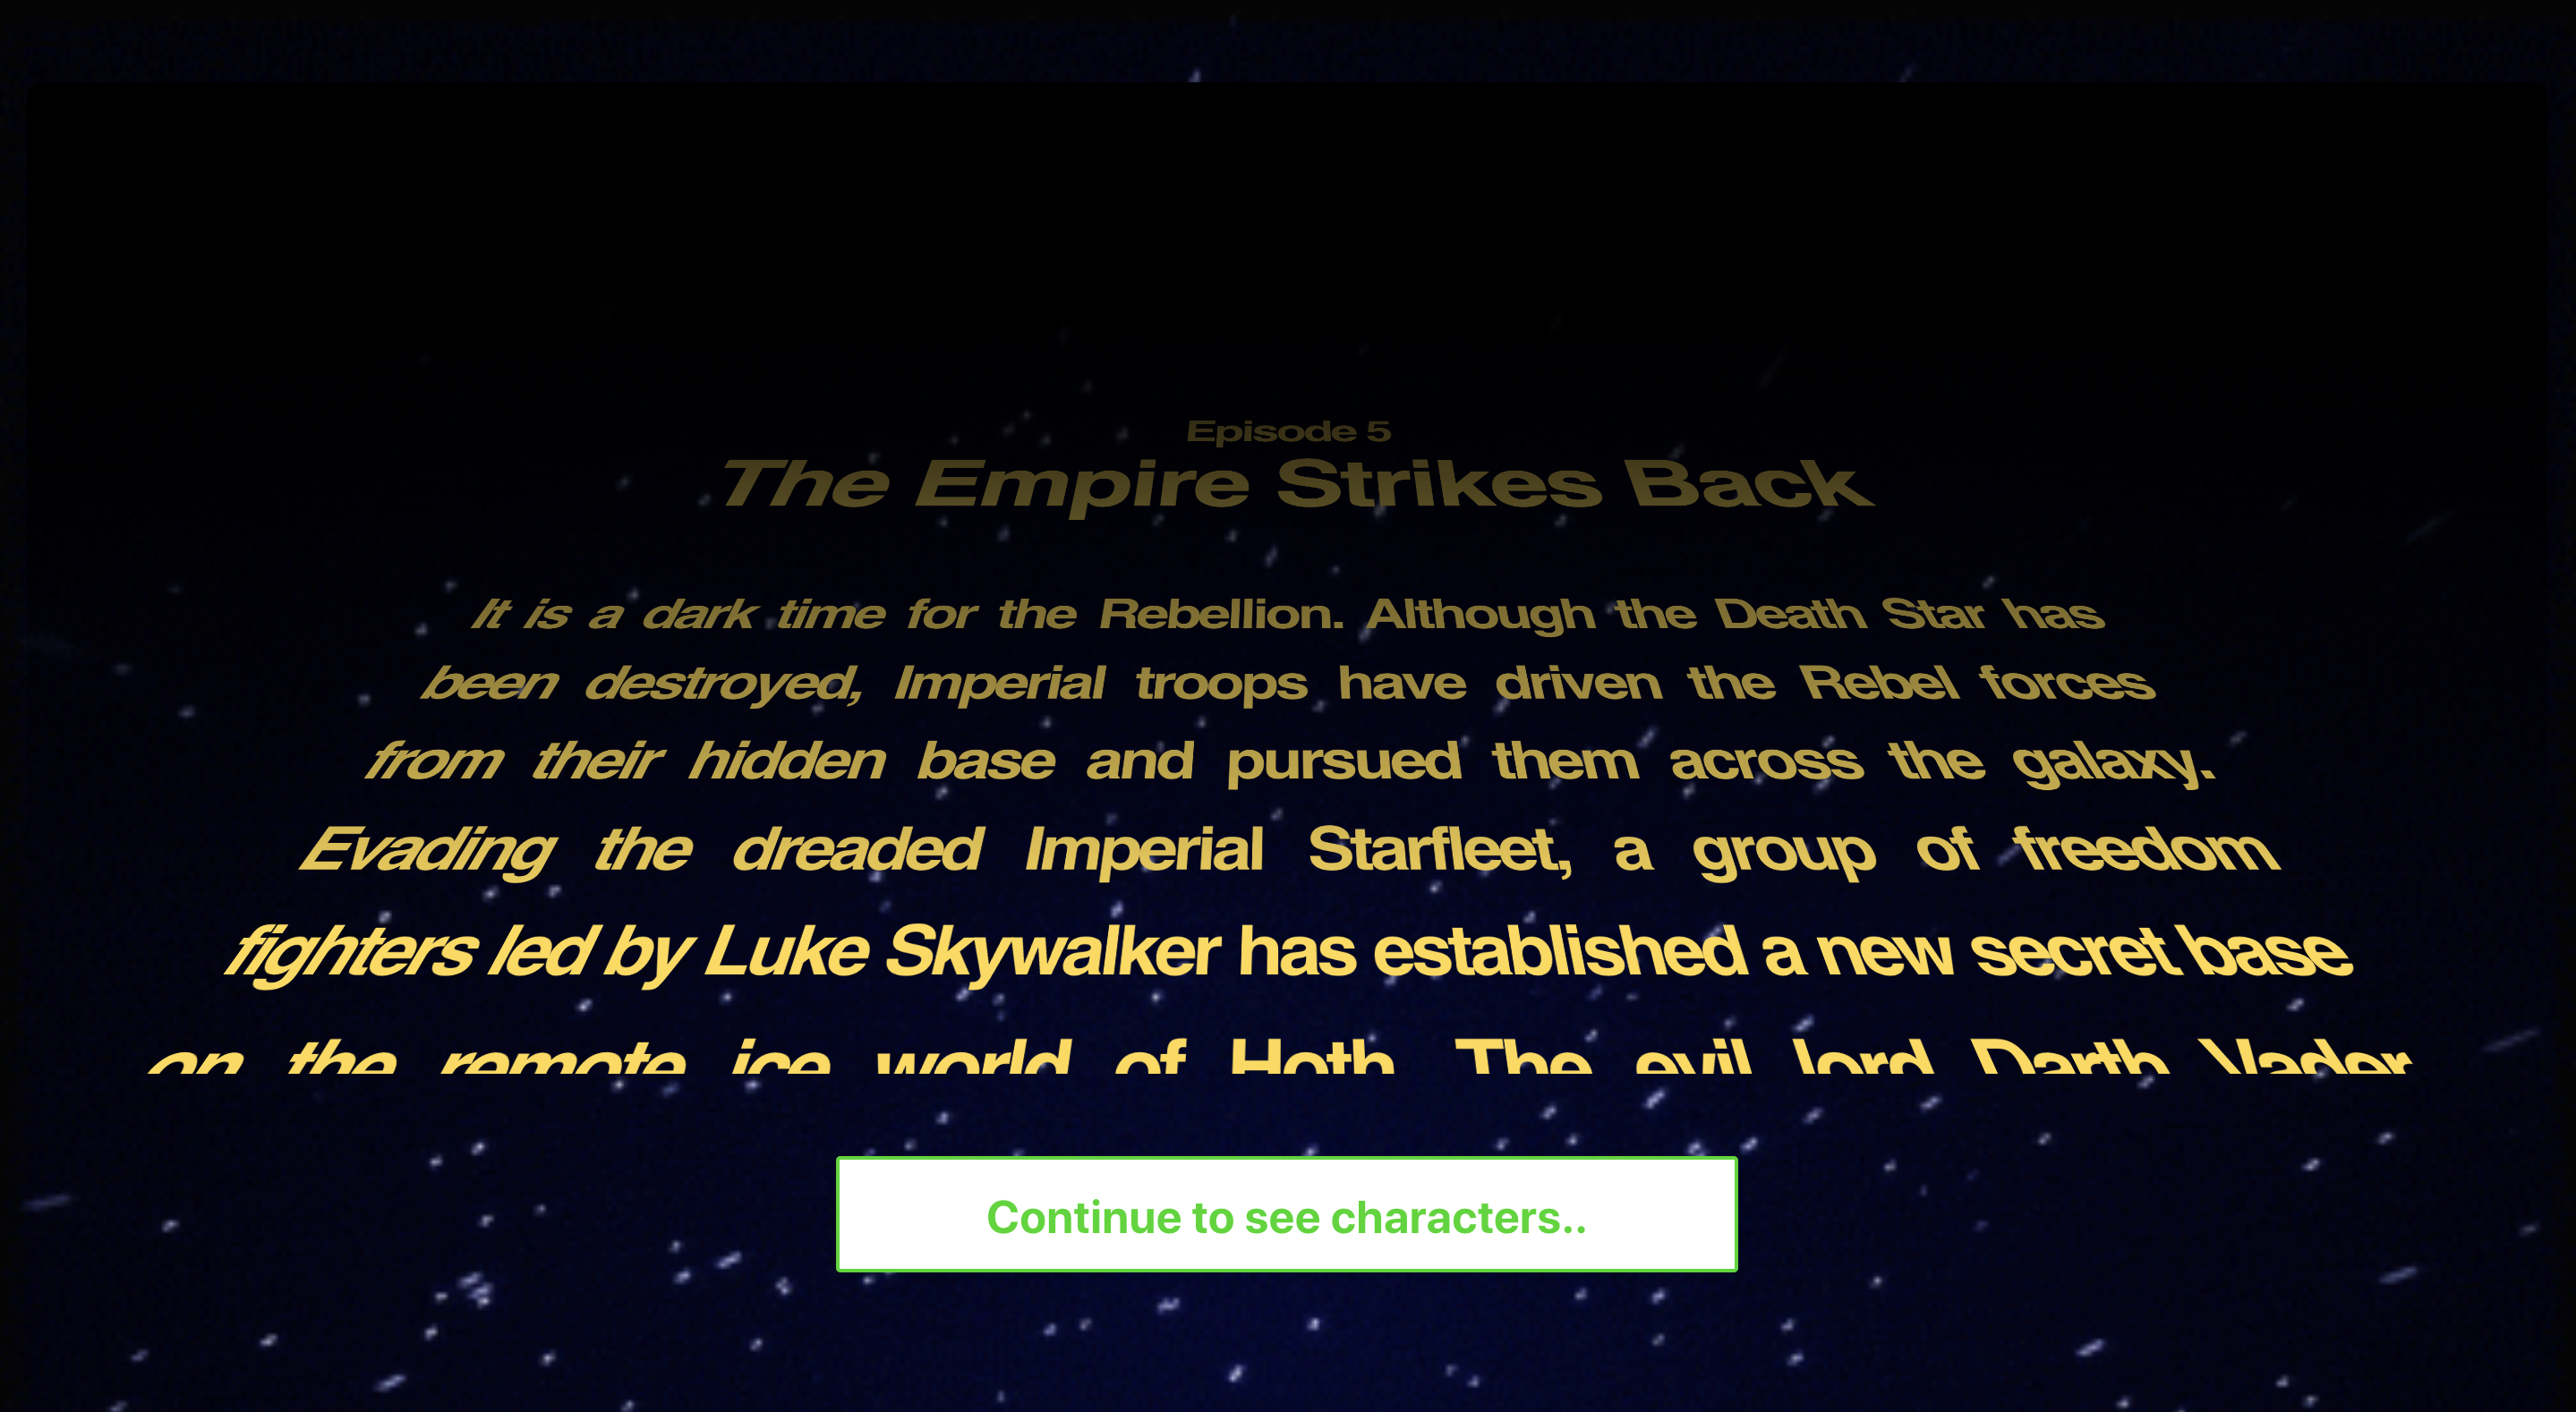 Episode 5
The Empire Strikes Back
It is a dark time for the Rebellion. Although the Death Star has
been destroyed, Imperial troops have driven the Rebel forces
from their hidden base and pursued them across the galaxy.
Evading the dreaded Imperial Starfleet, a group of freedom
fighters led by Luke Skywalker has established a new secret base
on the remote ice world of Hoth. The evil lord Darth Vader
Continue to see characters..